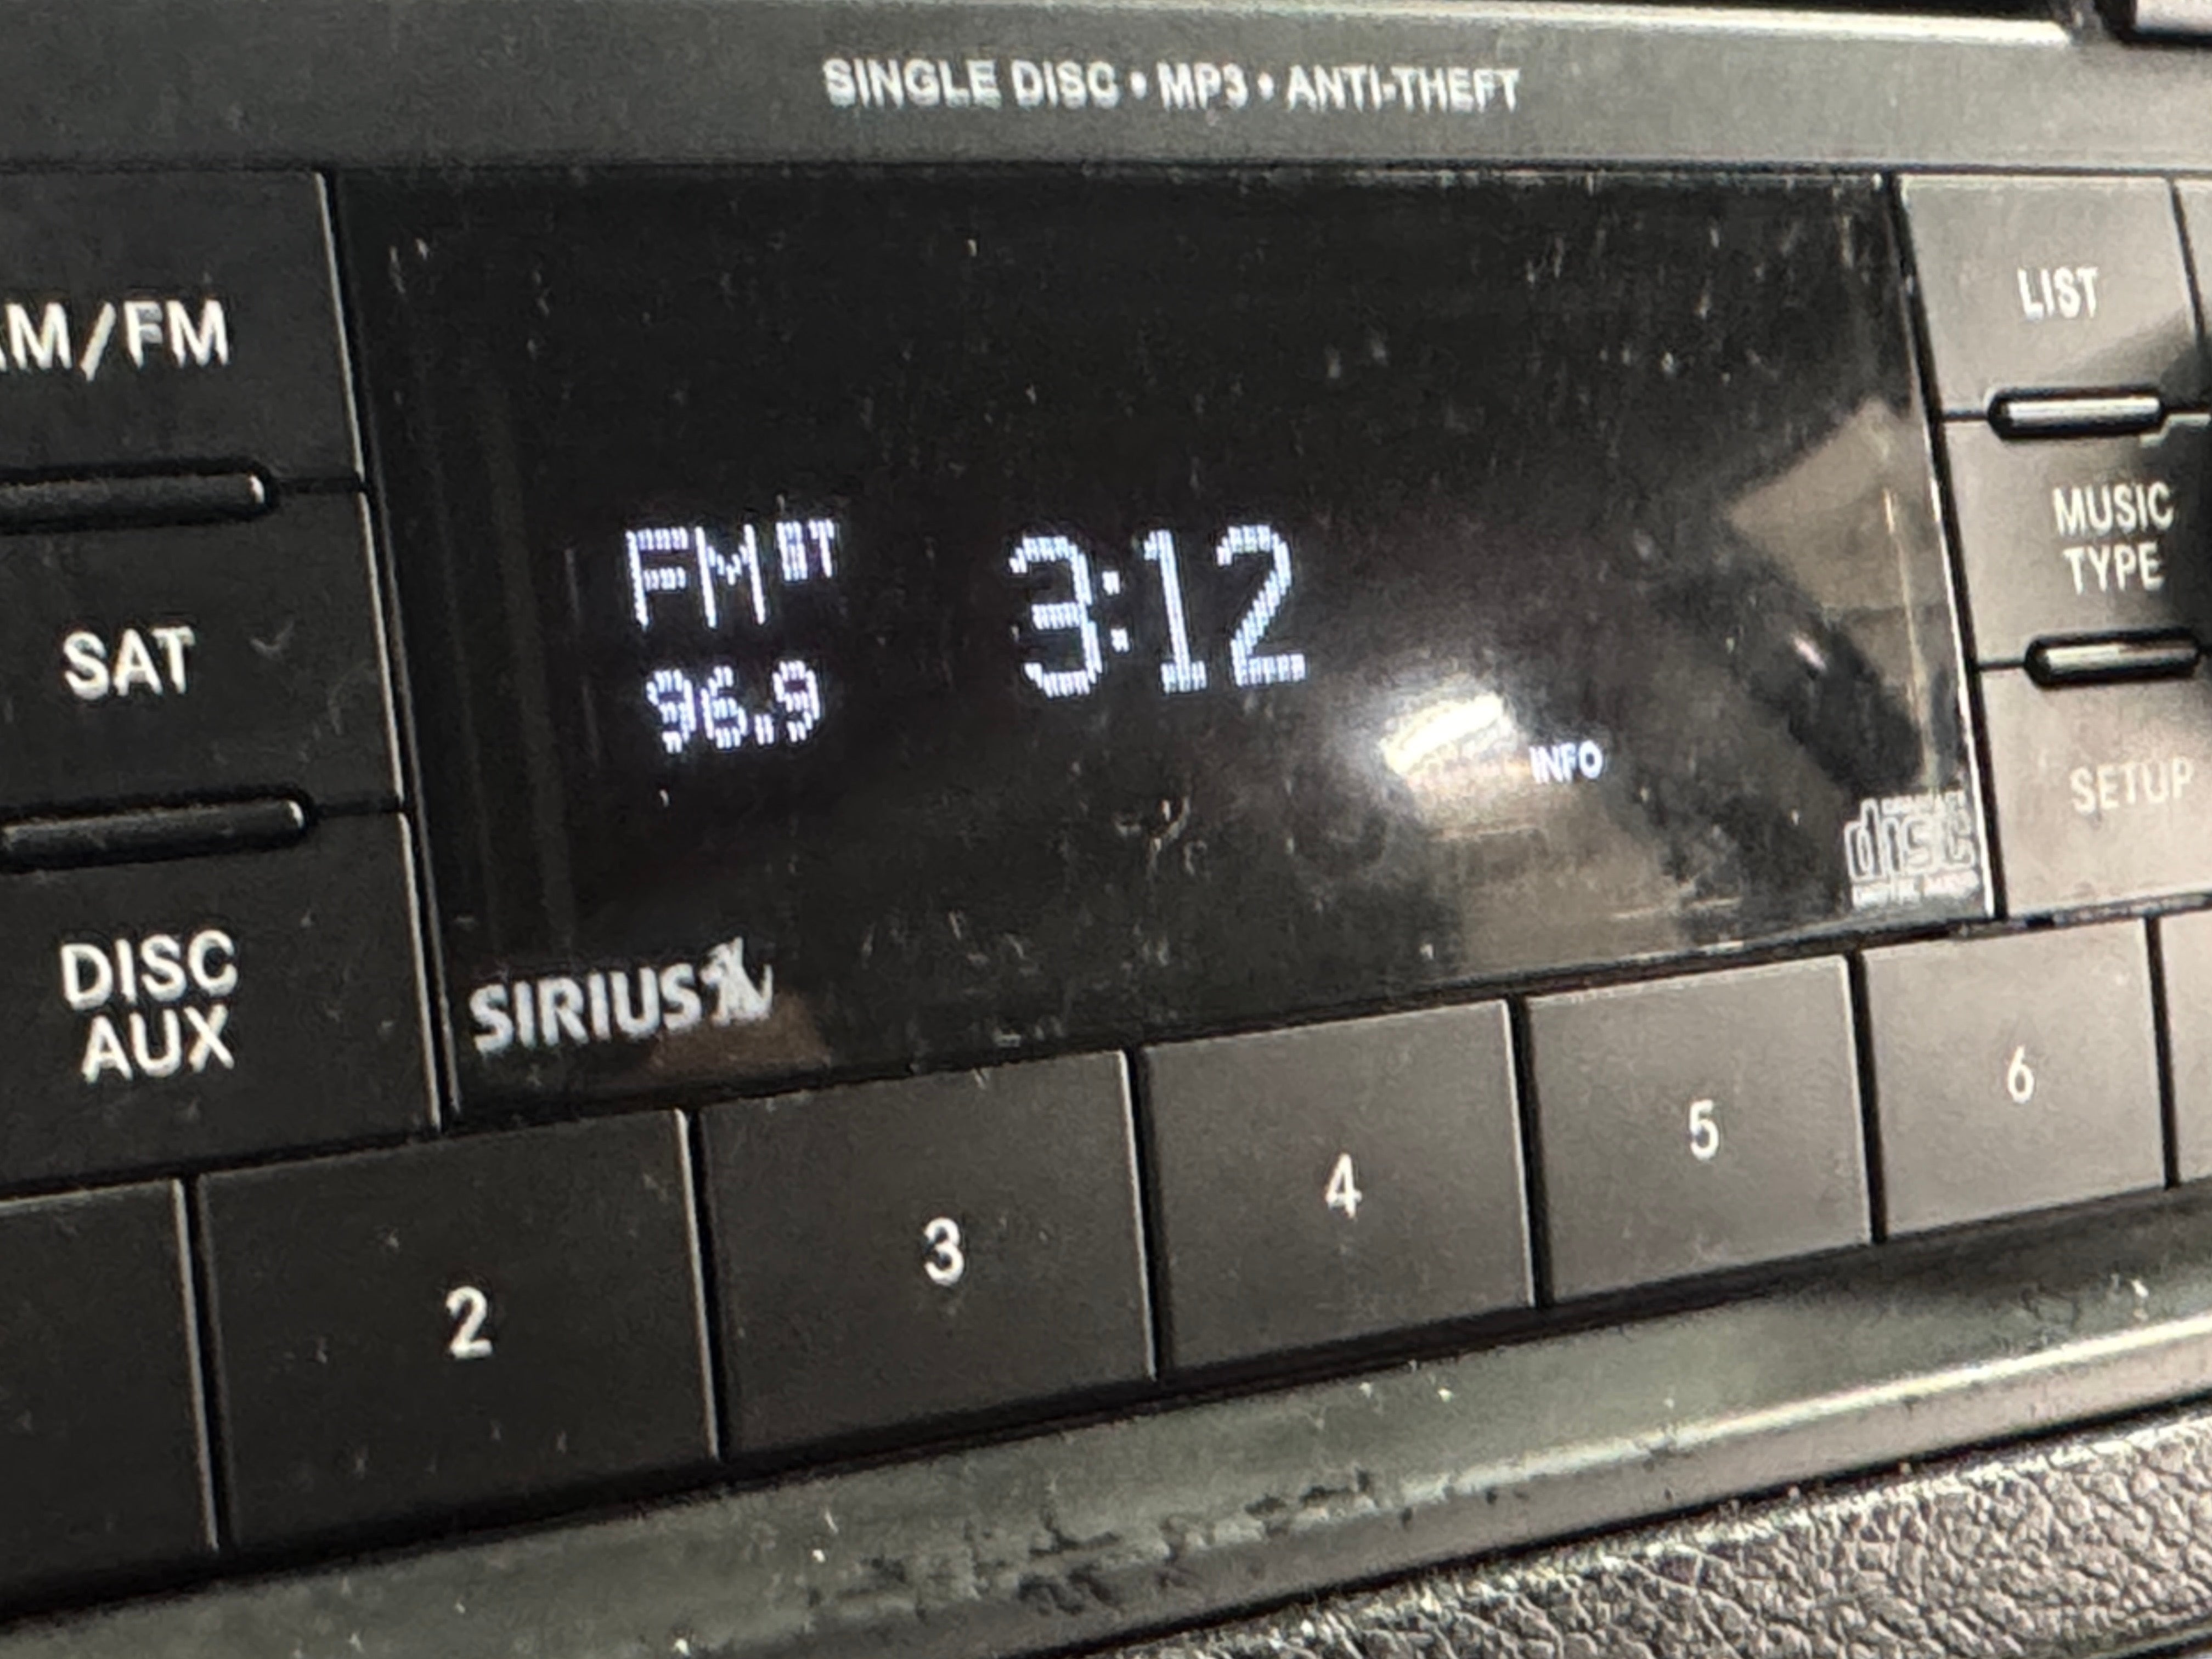 SINGLE DISC • MP3 • ANTI-THEFT
AM/FM
LIST
FM ST 3:12
MUSIC
TYPE
SAT
96.9
INFO
SETUP
disc
DISC
AUX
SIRIUS
2 3 4 5 6